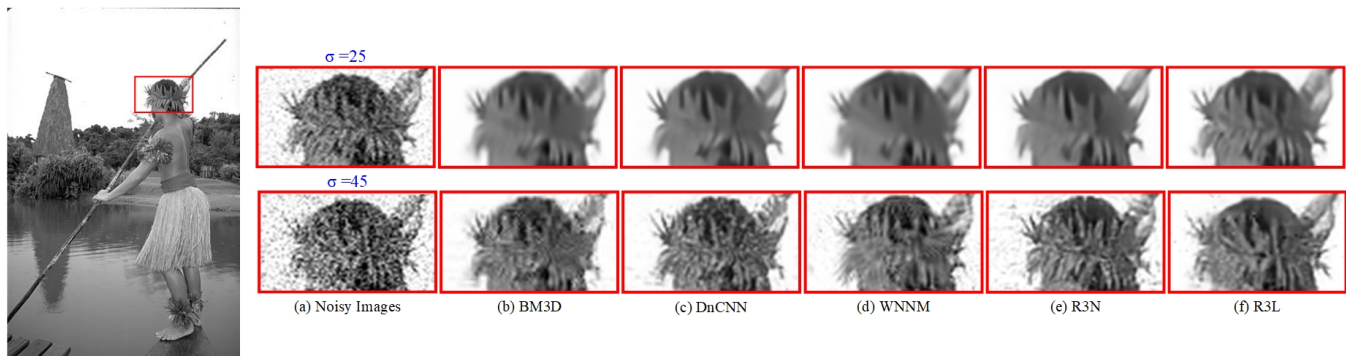 σ =25
σ =45
(a) Noisy Images
(b) BM3D
(c) DnCNN
(d) WNNM
(e) R3N
(f) R3L